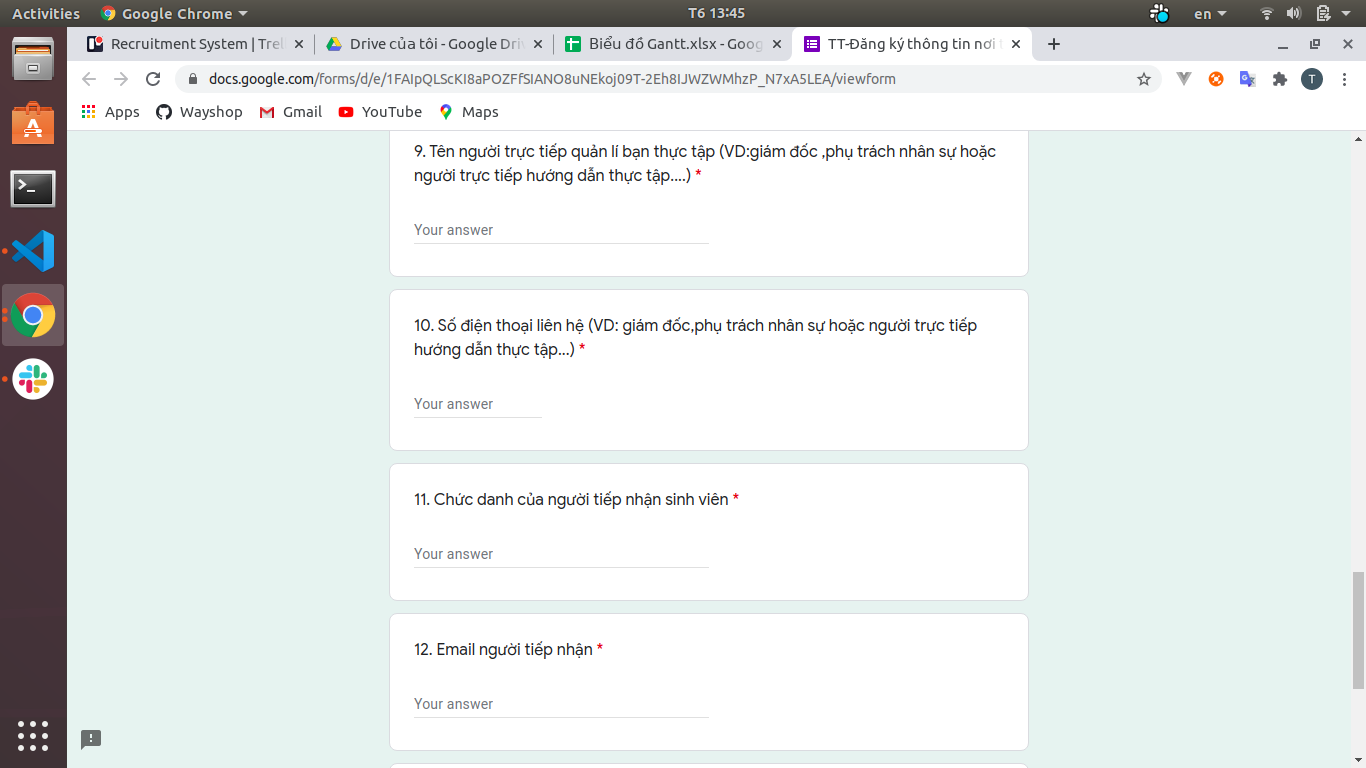 Activities
Google Chrome
T6 13:45
en
Recruitment System | Trel
Drive của tôi - Google Driv
Biểu đồ Gantt.xlsx - Goog
TT-Đăng ký thông tin nơi t
docs.google.com/forms/d/e/1FAIpQLScKI8aPOZFfSIANO8uNEkoj09T-2Eh8IJWZWMhzP_N7xA5LEA/viewform
T
Apps
Wayshop
Gmail
YouTube
Maps
9. Tên người trực tiếp quản lí bạn thực tập (VD:giám đốc ,phụ trách nhân sự hoặc
người trực tiếp hướng dẫn thực tập....) *
Your answer
10. Số điện thoại liên hệ (VD: giám đốc,phụ trách nhân sự hoặc người trực tiếp
hướng dẫn thực tập...) *
Your answer
11. Chức danh của người tiếp nhận sinh viên *
Your answer
12. Email người tiếp nhận *
Your answer